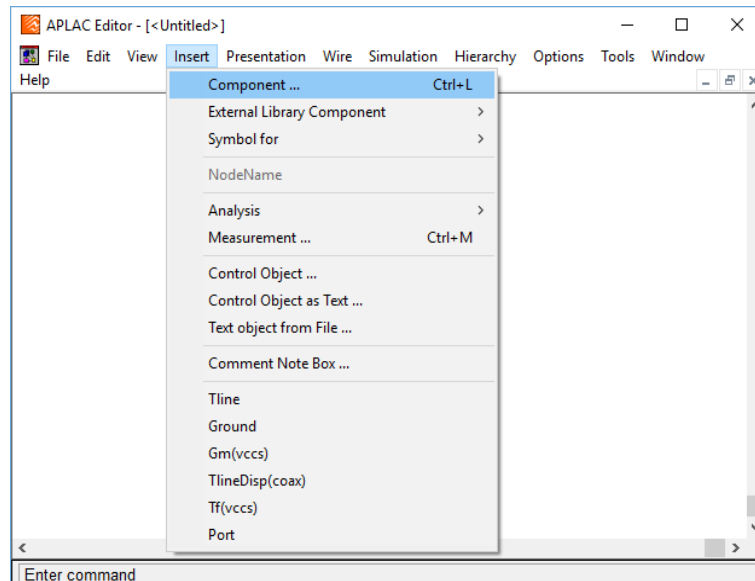 APLAC Editor - [<Untitled>]
File Edit View Insert Presentation Wire Simulation Hierarchy Options Tools Window
Help
Component ... Ctrl+L
External Library Component
Symbol for
NodeName
Analysis
Measurement ... Ctrl+M
Control Object ...
Control Object as Text ...
Text object from File ...
Comment Note Box ...
Tline
Ground
Gm(vccs)
TlineDisp(coax)
Tf(vccs)
Port
Enter command